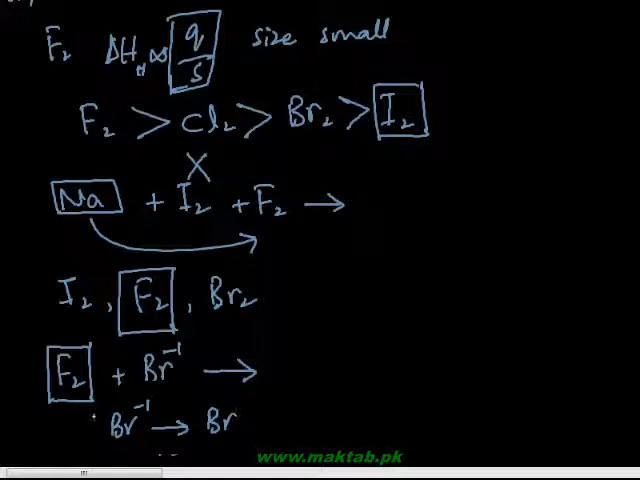 F₂ ΔH_H ∝ q/s size small
F₂ > Cl₂ > Br₂ > I₂
X
Na + I₂ + F₂ →
I₂, F₂, Br₂
F₂ + Br⁻¹ →
Br⁻¹ → Br
www.maktab.pk